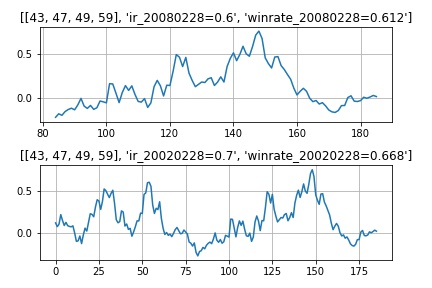 [[43, 47, 49, 59], 'ir_20080228=0.6', 'winrate_20080228=0.612']
0.5
0.0
80 100 120 140 160 180
[[43, 47, 49, 59], 'ir_20020228=0.7', 'winrate_20020228=0.668']
0.5
0.0
0 25 50 75 100 125 150 175